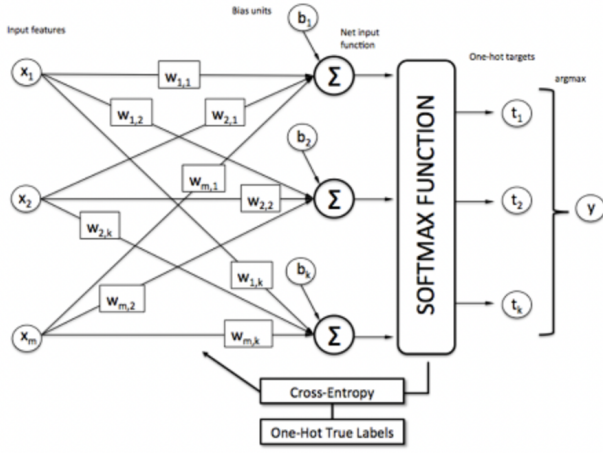 Bias units
b1
Input features
Net input
function
One-hot targets
argmax
x1
w1,1
Σ
w1,2
w2,1
t1
b2
wm,1
x2
w2,2
Σ
SOFTMAX FUNCTION
t2
y
w2,k
b k
w1,k
wm,2
tk
xm
wm,k
Σ
Cross-Entropy
One-Hot True Labels